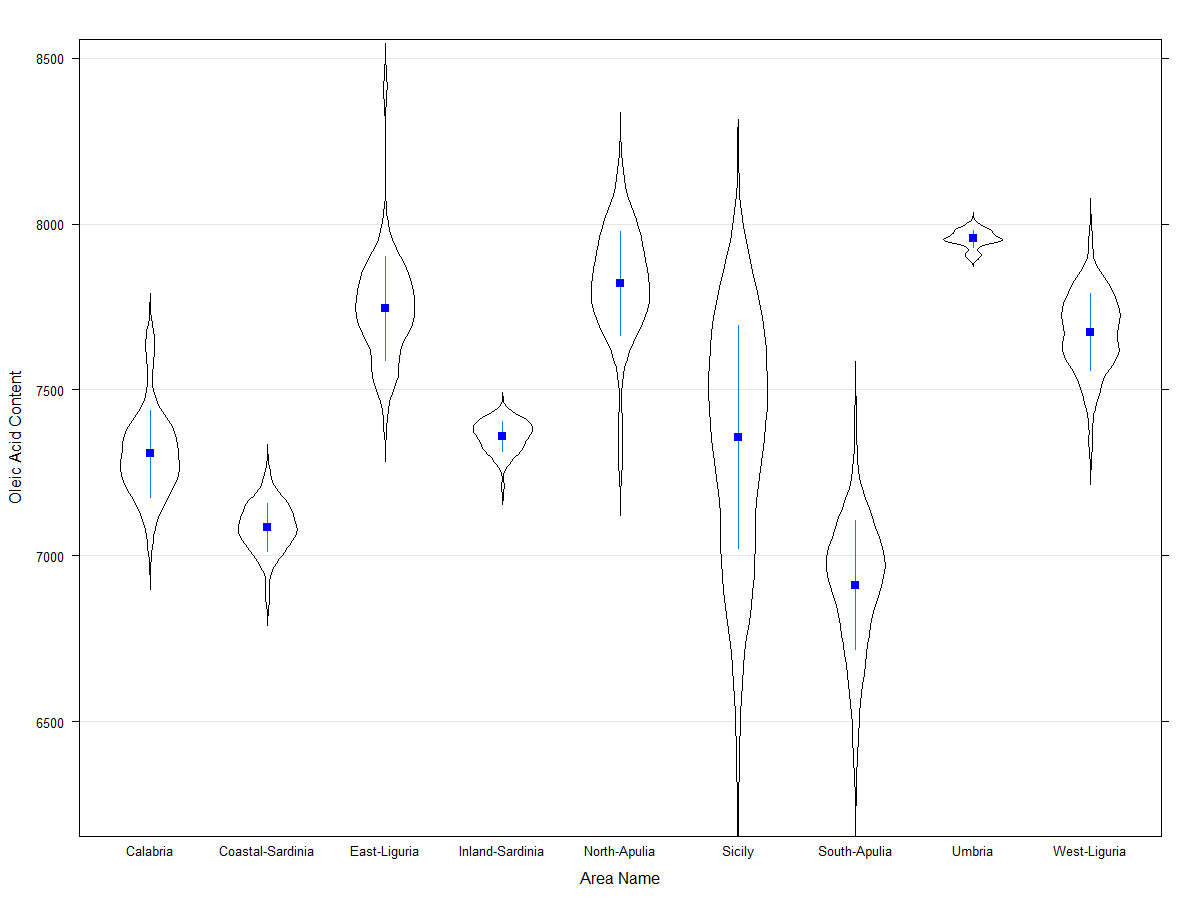 8500
8000
7500
7000
6500
Oleic Acid Content
Calabria Coastal-Sardinia East-Liguria Inland-Sardinia North-Apulia Sicily South-Apulia Umbria West-Liguria
Area Name